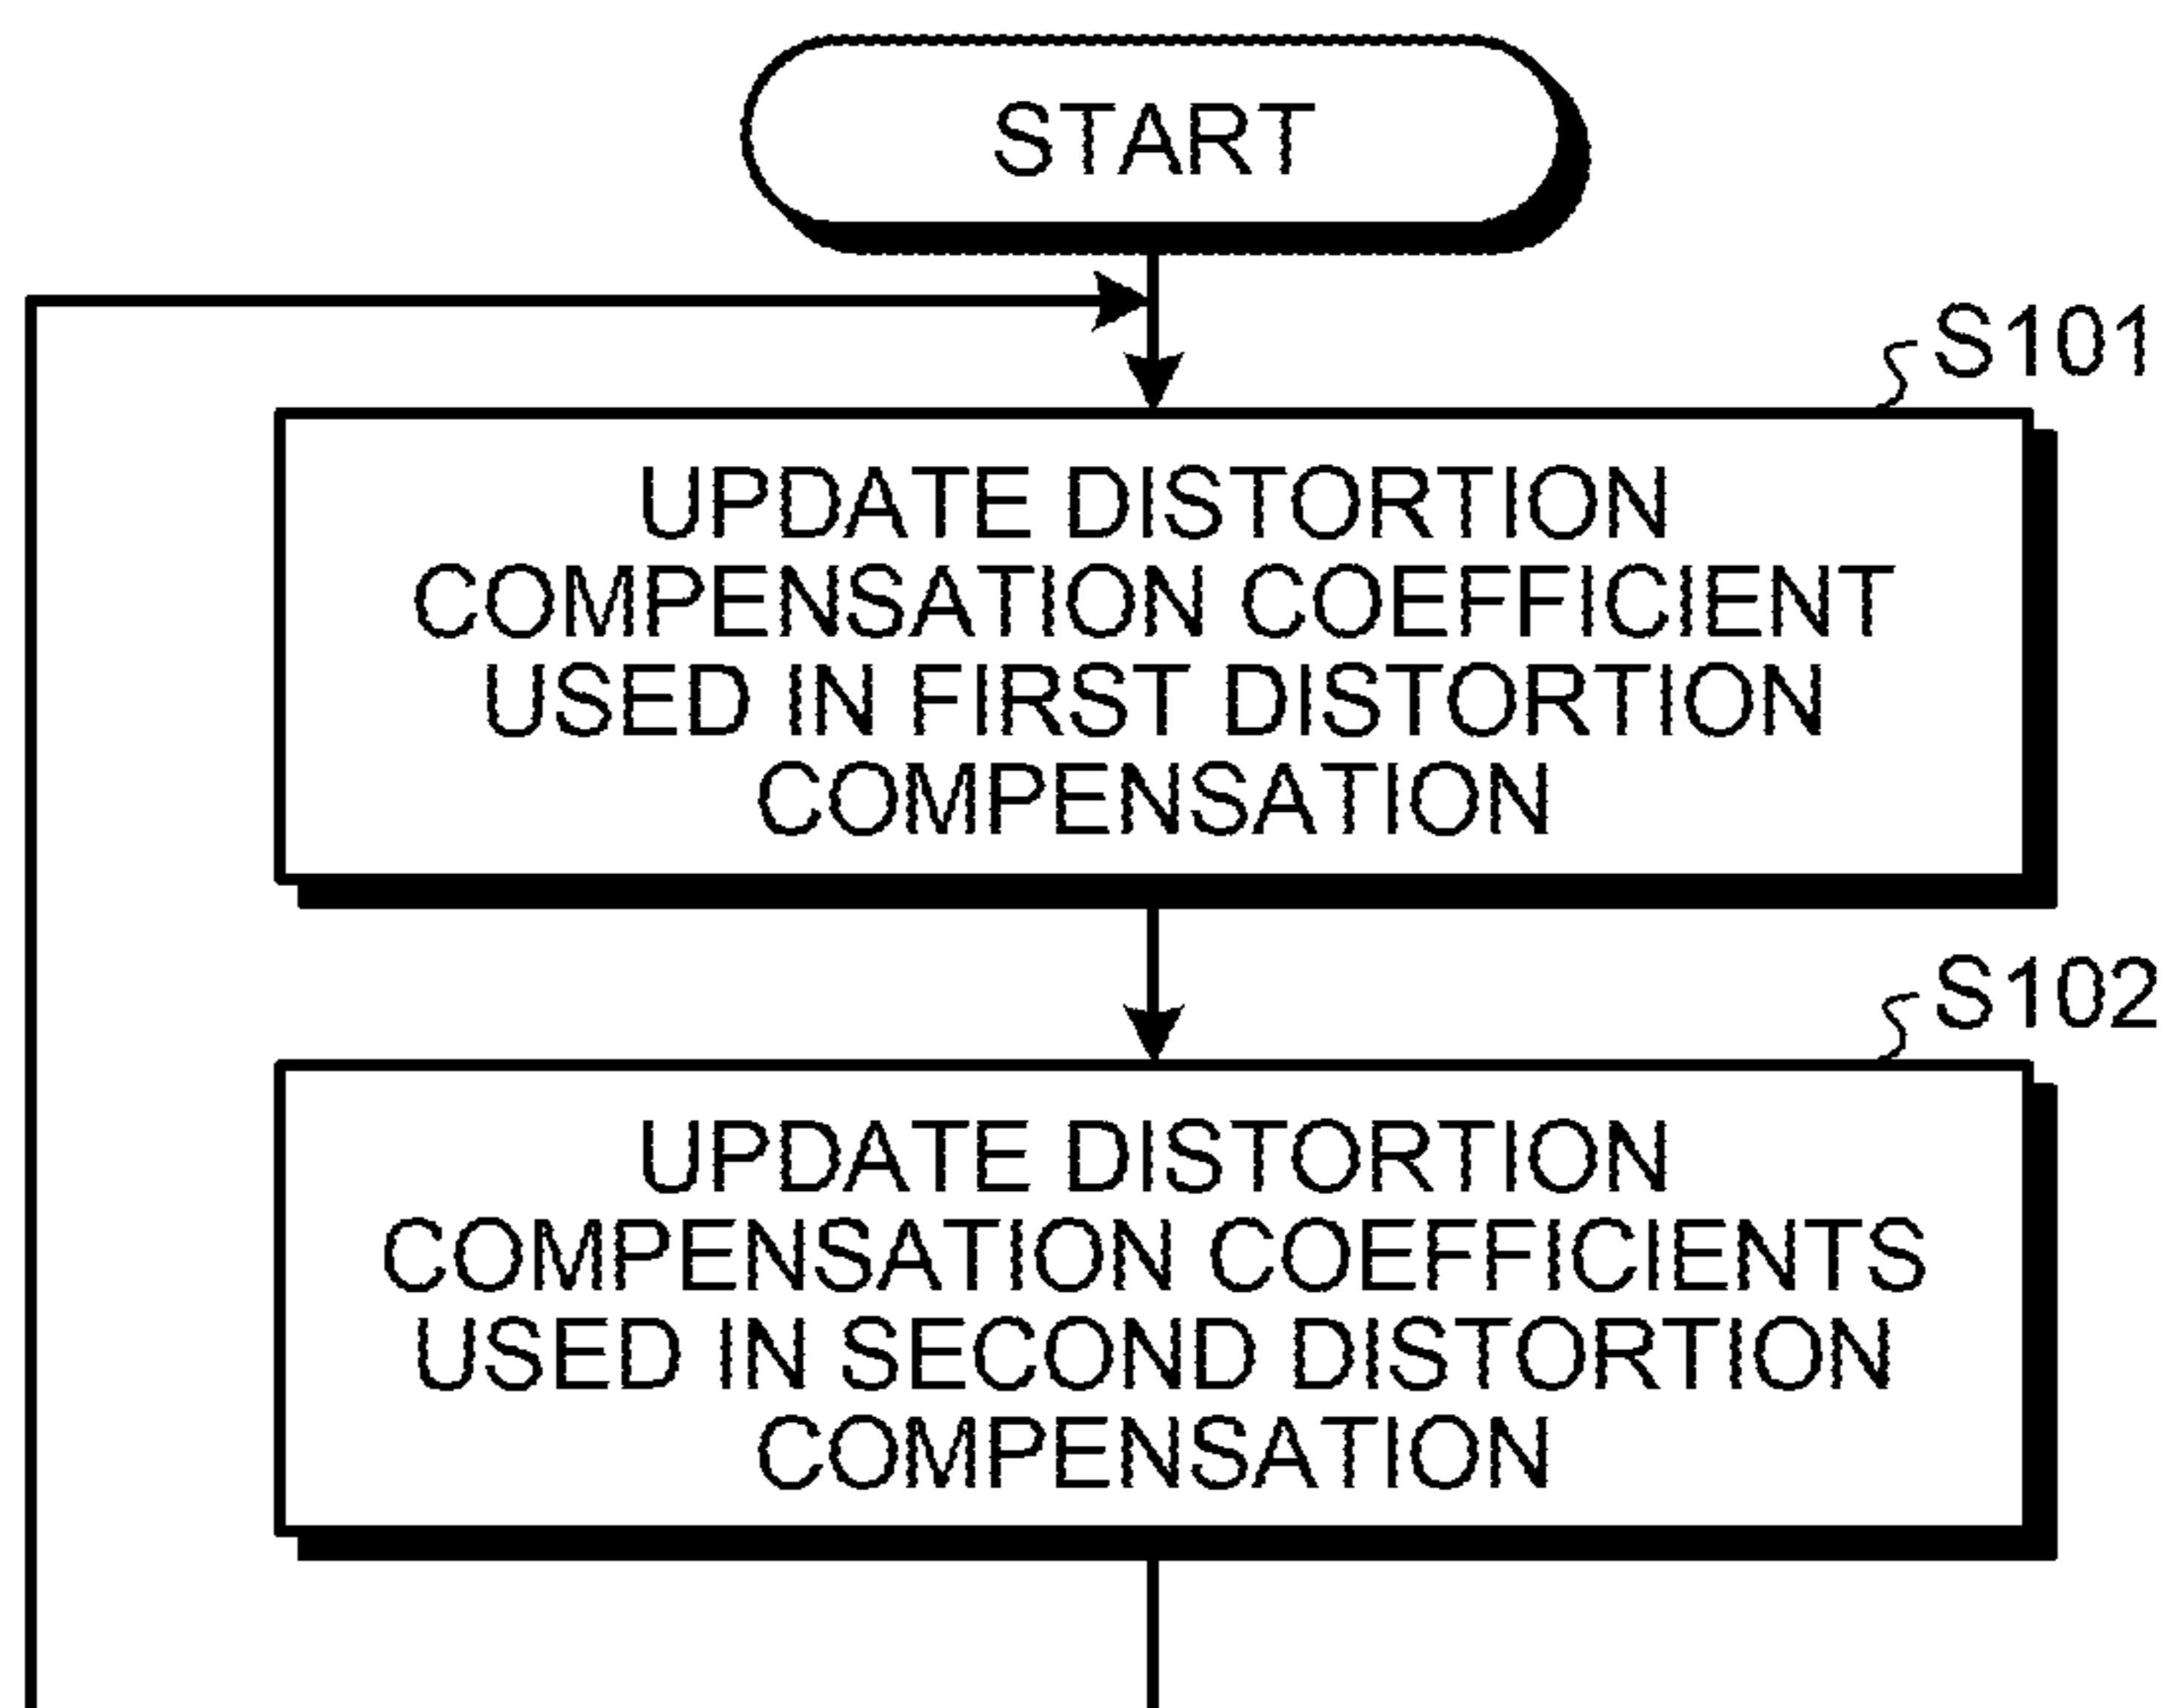 START
S101
UPDATE DISTORTION
COMPENSATION COEFFICIENT
USED IN FIRST DISTORTION
COMPENSATION
S102
UPDATE DISTORTION
COMPENSATION COEFFICIENTS
USED IN SECOND DISTORTION
COMPENSATION